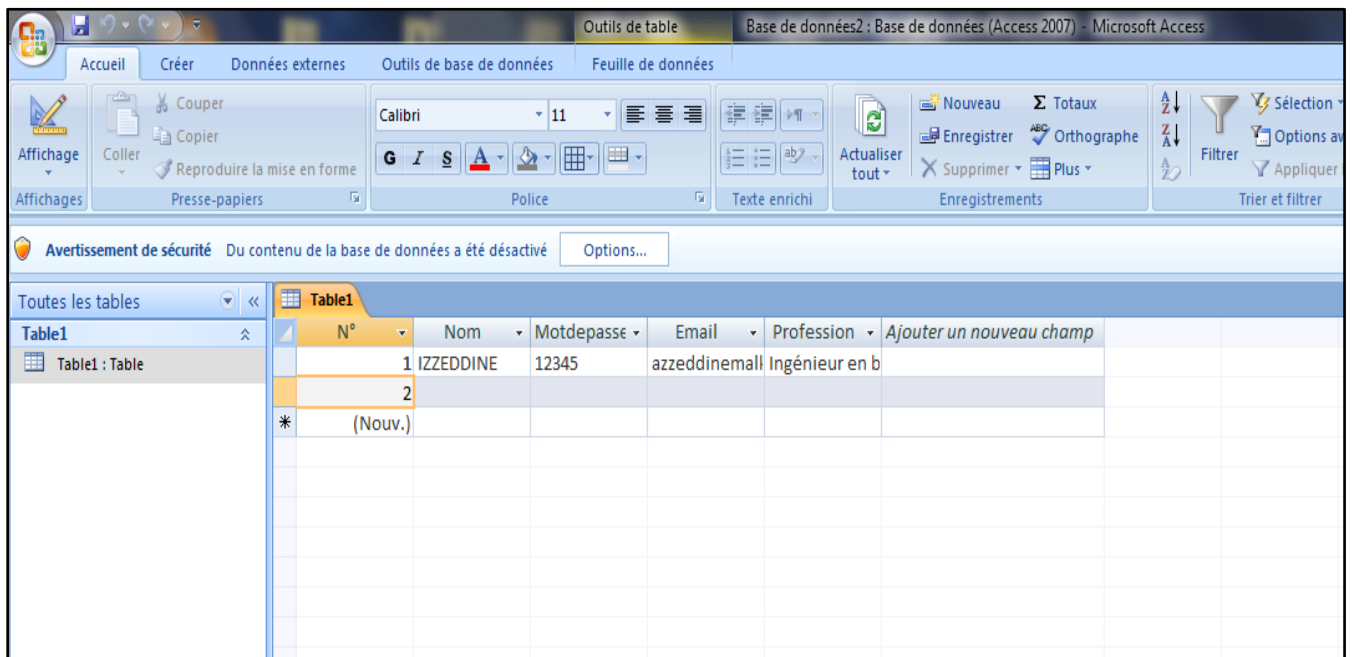 Outils de table Base de données2 : Base de données (Access 2007) - Microsoft Access
Accueil Créer Données externes Outils de base de données Feuille de données
Couper
Copier
Reproduire la mise en forme
Affichage
Coller
Affichages
Presse-papiers
Calibri 11
G I S A
Police
ab
Texte enrichi
Actualiser
tout
Nouveau Σ Totaux
Enregistrer ABC Orthographe
Supprimer Plus
Enregistrements
A Z
Z A
A Z
Filtrer
Sélection
Options av
Appliquer
Trier et filtrer
Avertissement de sécurité Du contenu de la base de données a été désactivé Options...
Toutes les tables «
Table1
Table1 : Table
Table1
N° Nom Motdepasse Email Profession Ajouter un nouveau champ
1 IZZEDDINE 12345 azzeddinemall Ingénieur en b
2
* (Nouv.)